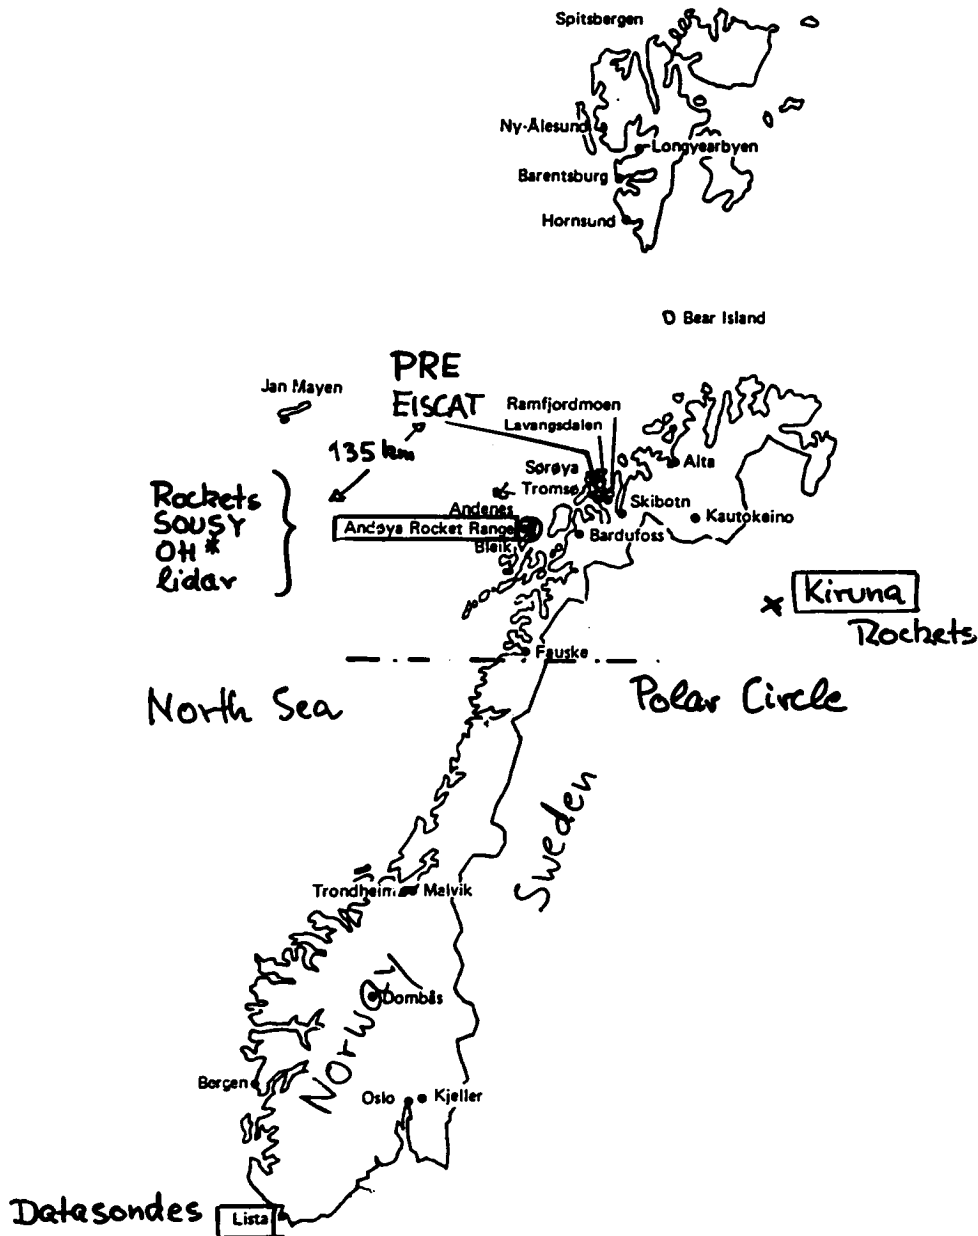 Spitsbergen
Ny-Ålesund
Longyearbyen
Barentsburg
Hornsund
Bear Island
Jan Mayen
PRE
EISCAT
Ramfjordmoen
Lavangsdalen
135 km
Sørøya
Alta
Tromsø
Skibotn
Kautokeino
Rockets
SOUSY
OH *
lidar
Andenes
Andøya Rocket Range
Bleik
Bardufoss
Kiruna
Rockets
Fauske
North Sea
Polar Circle
Sweden
Trondheim
Malvik
Norway
Dombås
Bergen
Oslo
Kjeller
Datasondes
Lista